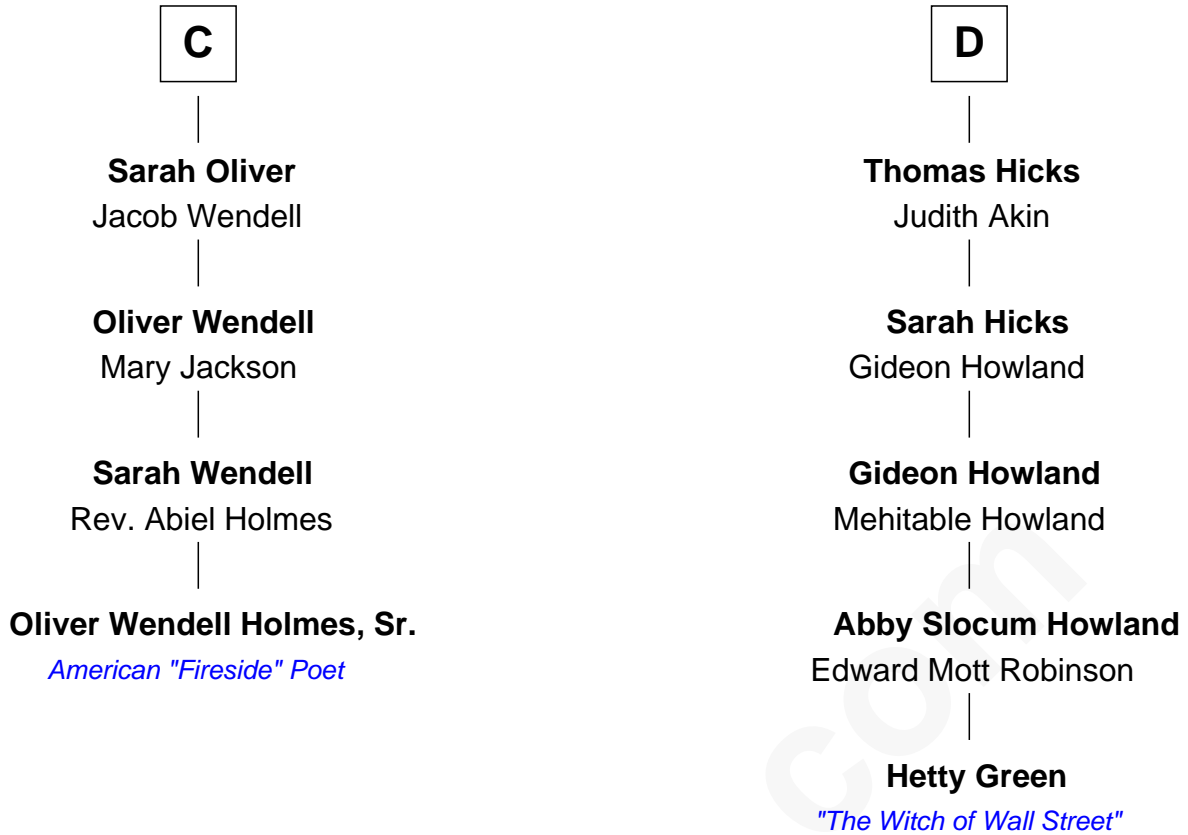 C
Sarah Oliver
Jacob Wendell
Oliver Wendell
Mary Jackson
Sarah Wendell
Rev. Abiel Holmes
Oliver Wendell Holmes, Sr.
American "Fireside" Poet
D
Thomas Hicks
Judith Akin
Sarah Hicks
Gideon Howland
Gideon Howland
Mehitable Howland
Abby Slocum Howland
Edward Mott Robinson
Hetty Green
"The Witch of Wall Street"
com